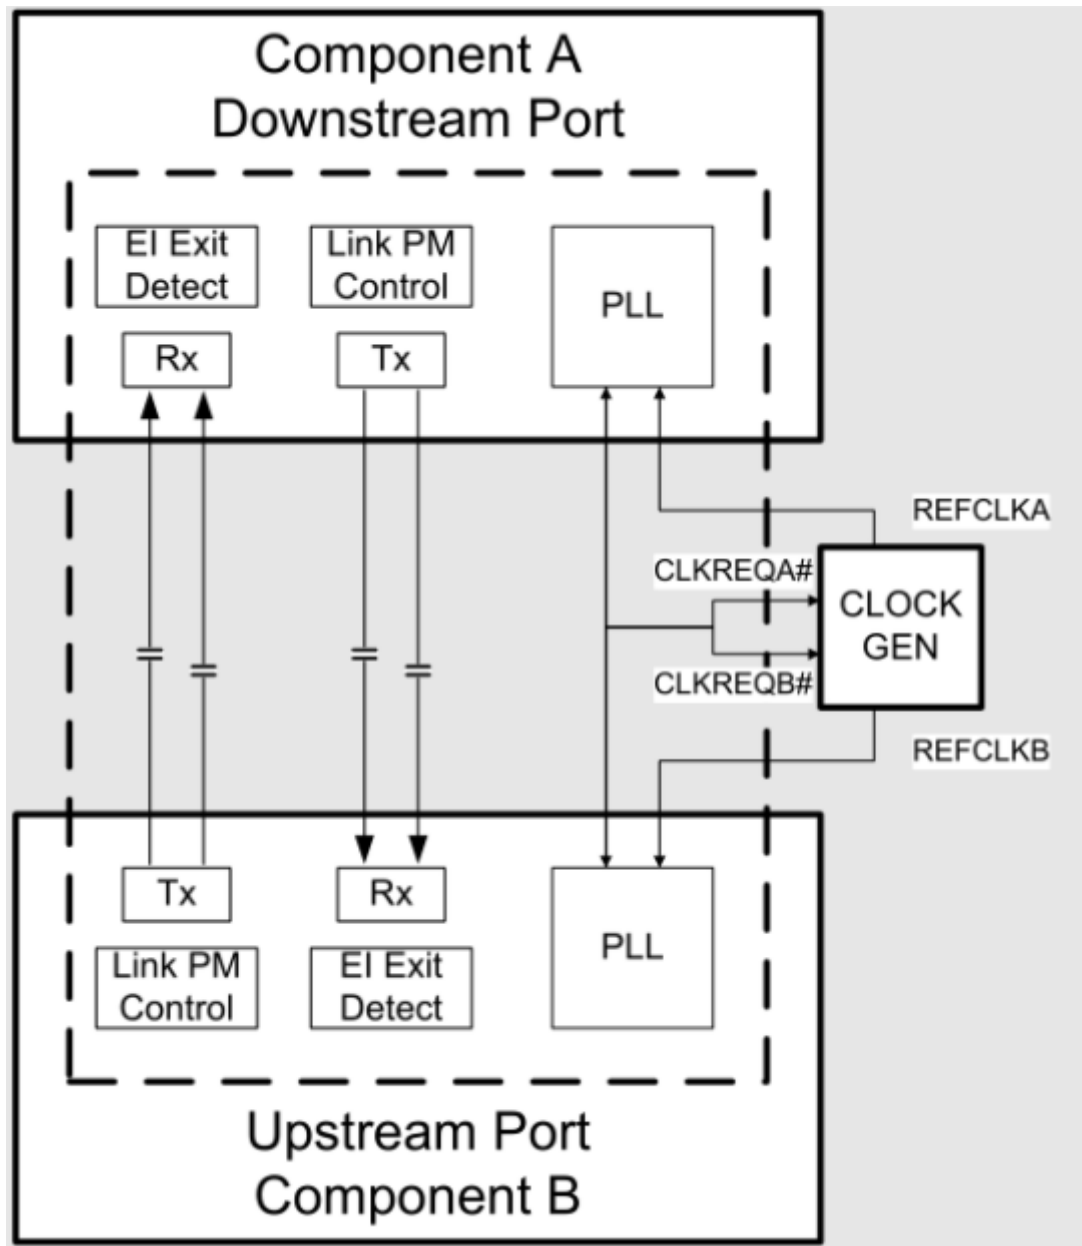 Component A
Downstream Port
EI Exit
Detect
Link PM
Control
PLL
Rx
Tx
REFCLKA
CLKREQA#
CLOCK
GEN
CLKREQB#
REFCLKB
Tx
Rx
PLL
Link PM
Control
EI Exit
Detect
Upstream Port
Component B